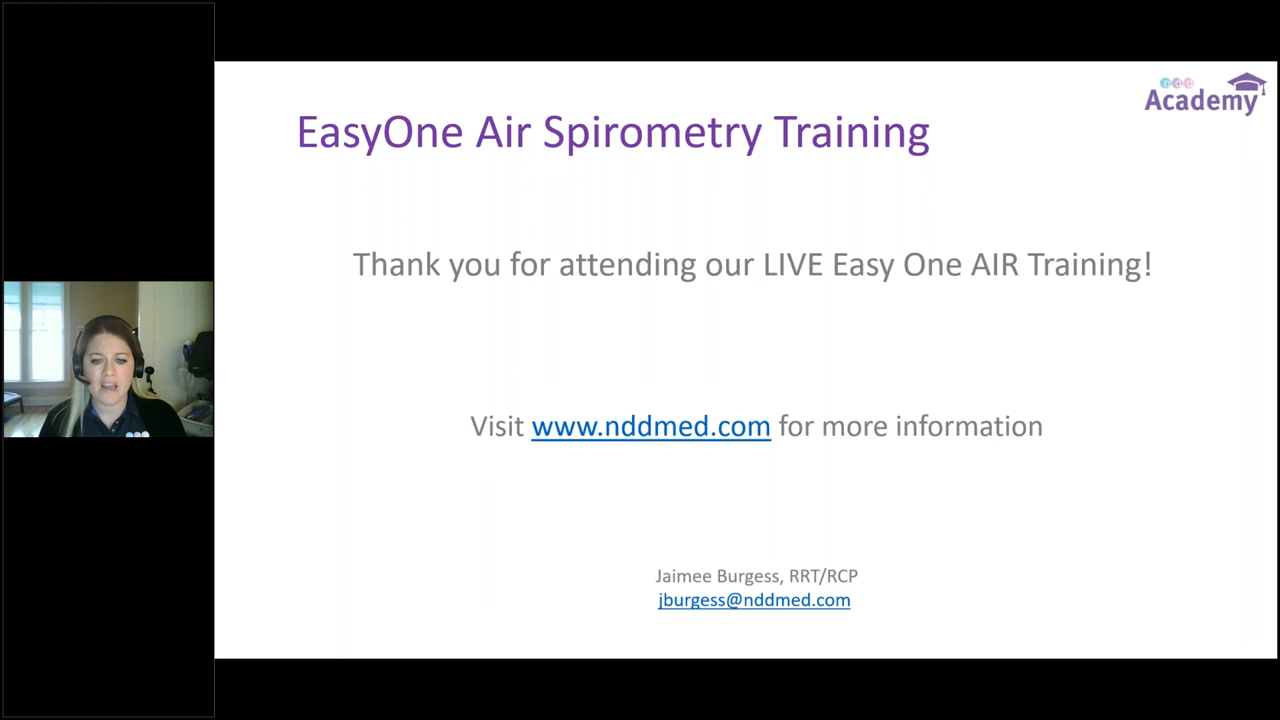 ndd
Academy
EasyOne Air Spirometry Training
Thank you for attending our LIVE Easy One AIR Training!
Visit www.nddmed.com for more information
Jaimee Burgess, RRT/RCP
jburgess@nddmed.com